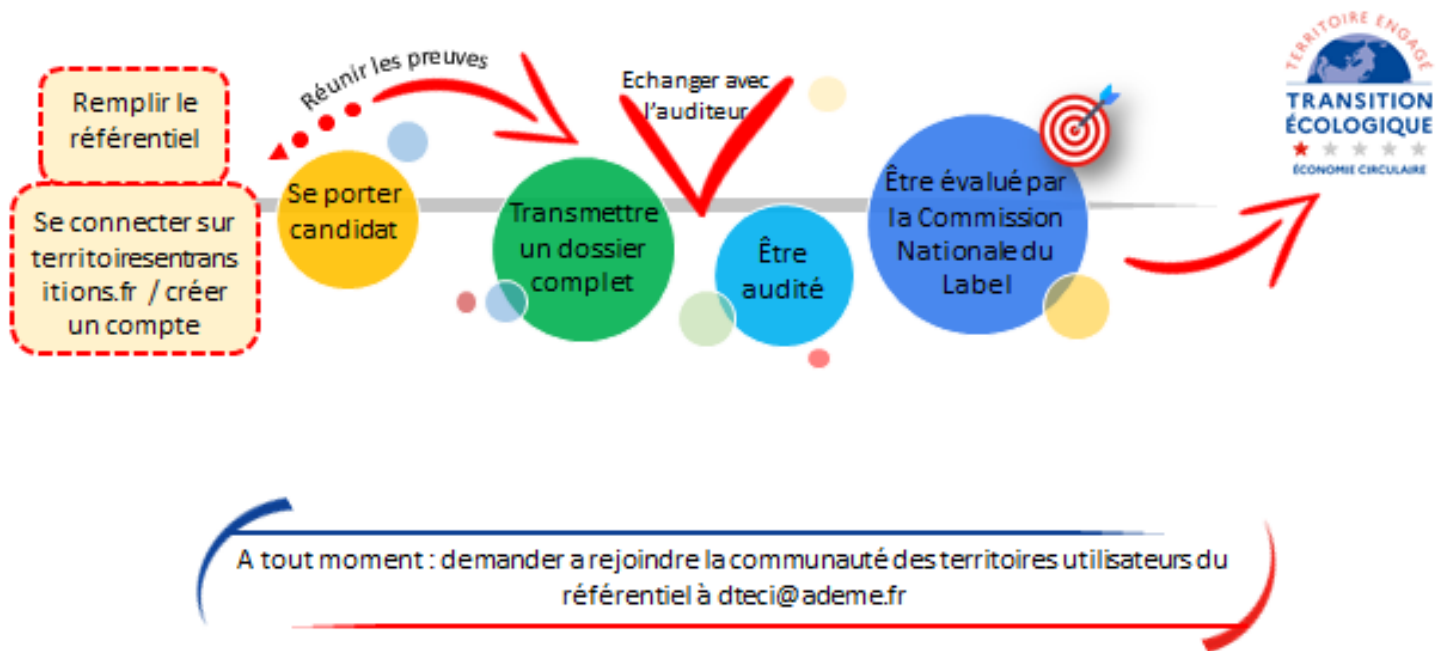 Remplir le
référentiel
Se connecter sur
territoiresentrans
itions.fr / créer
un compte
Réunir les preuves
Se porter
candidat
Transmettre
un dossier
complet
Echanger avec
l'auditeur
Être
audité
Être évalué par
la Commission
Nationale du
Label
TERRITOIRE ENGAGÉ
TRANSITION
ÉCOLOGIQUE
ÉCONOMIE CIRCULAIRE
A tout moment : demander a rejoindre la communauté des territoires utilisateurs du
référentiel à dteci@ademe.fr